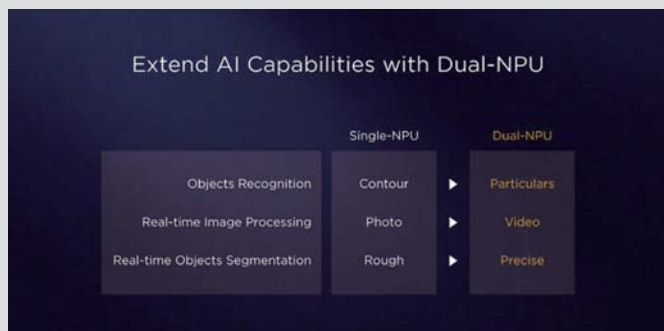 Extend AI Capabilities with Dual-NPU
Single-NPU Dual-NPU
Objects Recognition Contour ▶ Particulars
Real-time Image Processing Photo ▶ Video
Real-time Objects Segmentation Rough ▶ Precise